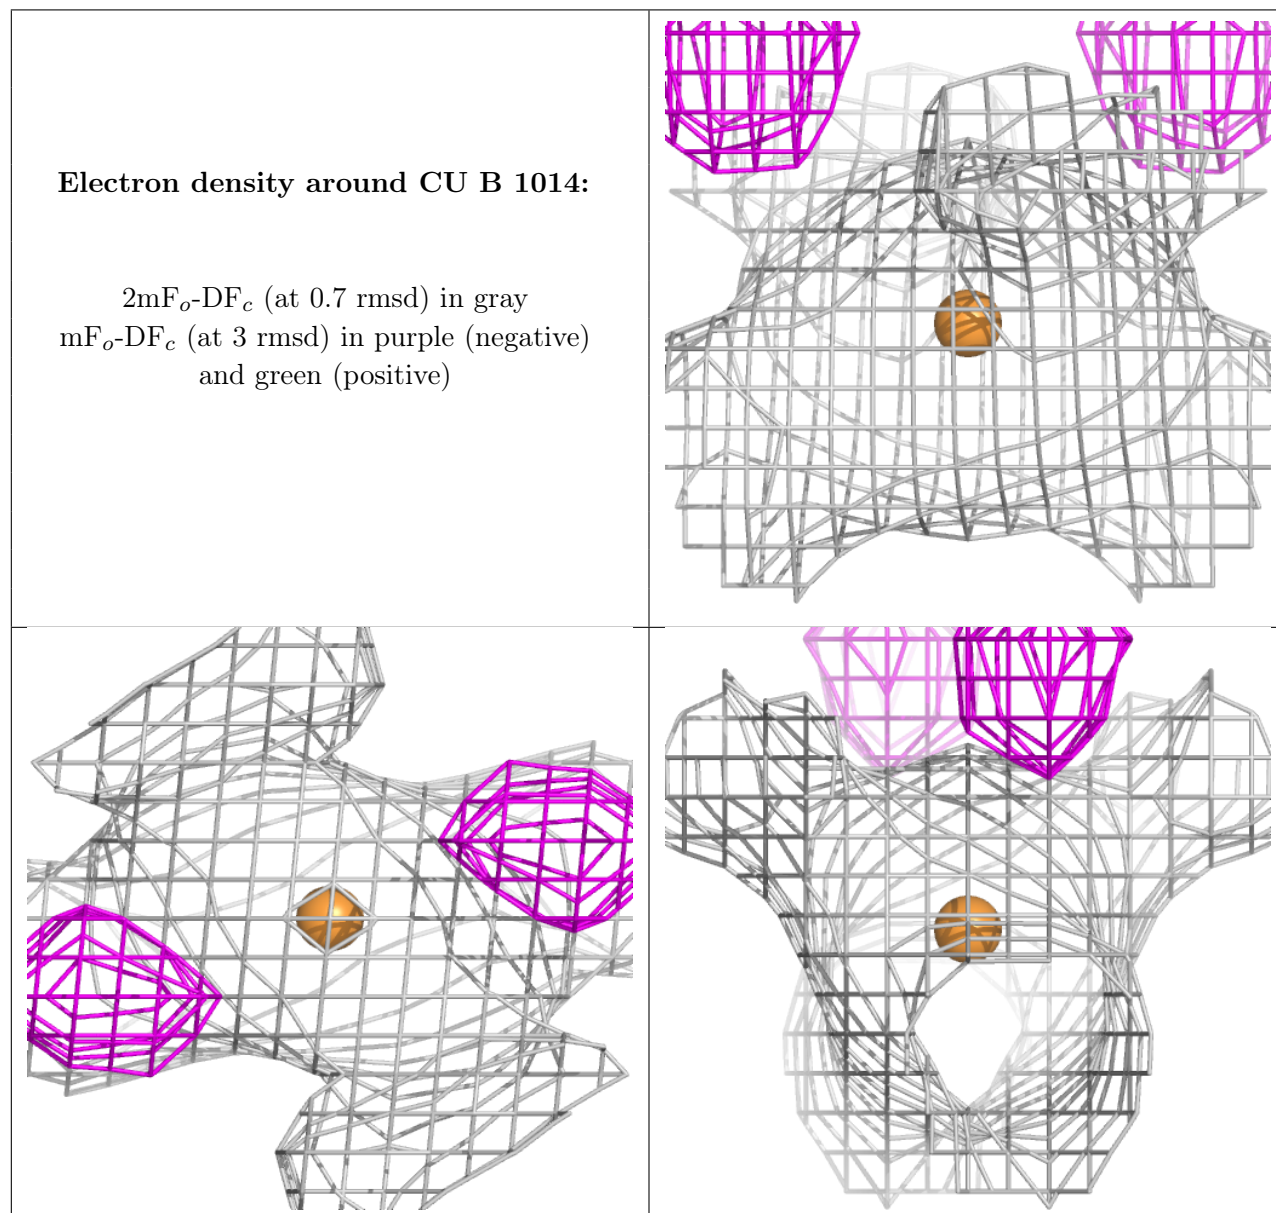 Electron density around CU B 1014:
2mFo-DFc (at 0.7 rmsd) in gray
mFo-DFc (at 3 rmsd) in purple (negative)
and green (positive)